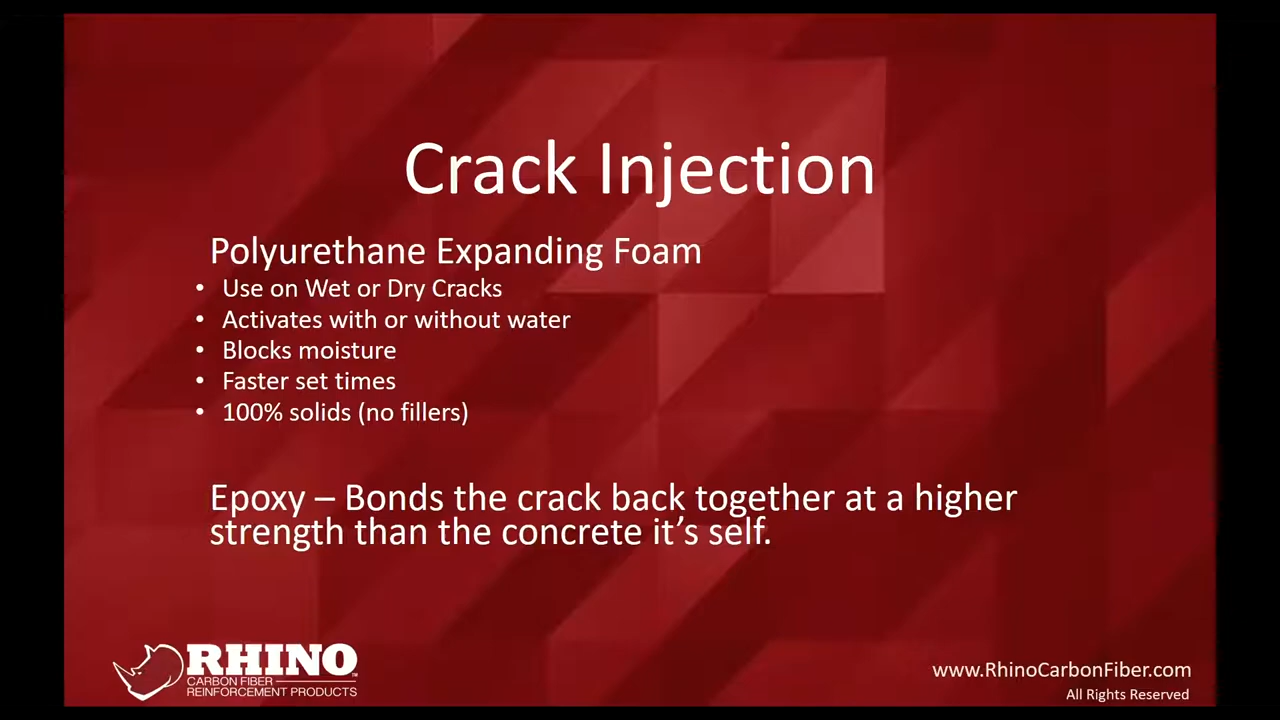 Crack Injection
Polyurethane Expanding Foam
• Use on Wet or Dry Cracks
• Activates with or without water
• Blocks moisture
• Faster set times
• 100% solids (no fillers)
Epoxy – Bonds the crack back together at a higher
strength than the concrete it’s self.
RHINO™
CARBON FIBER
REINFORCEMENT PRODUCTS
www.RhinoCarbonFiber.com
All Rights Reserved